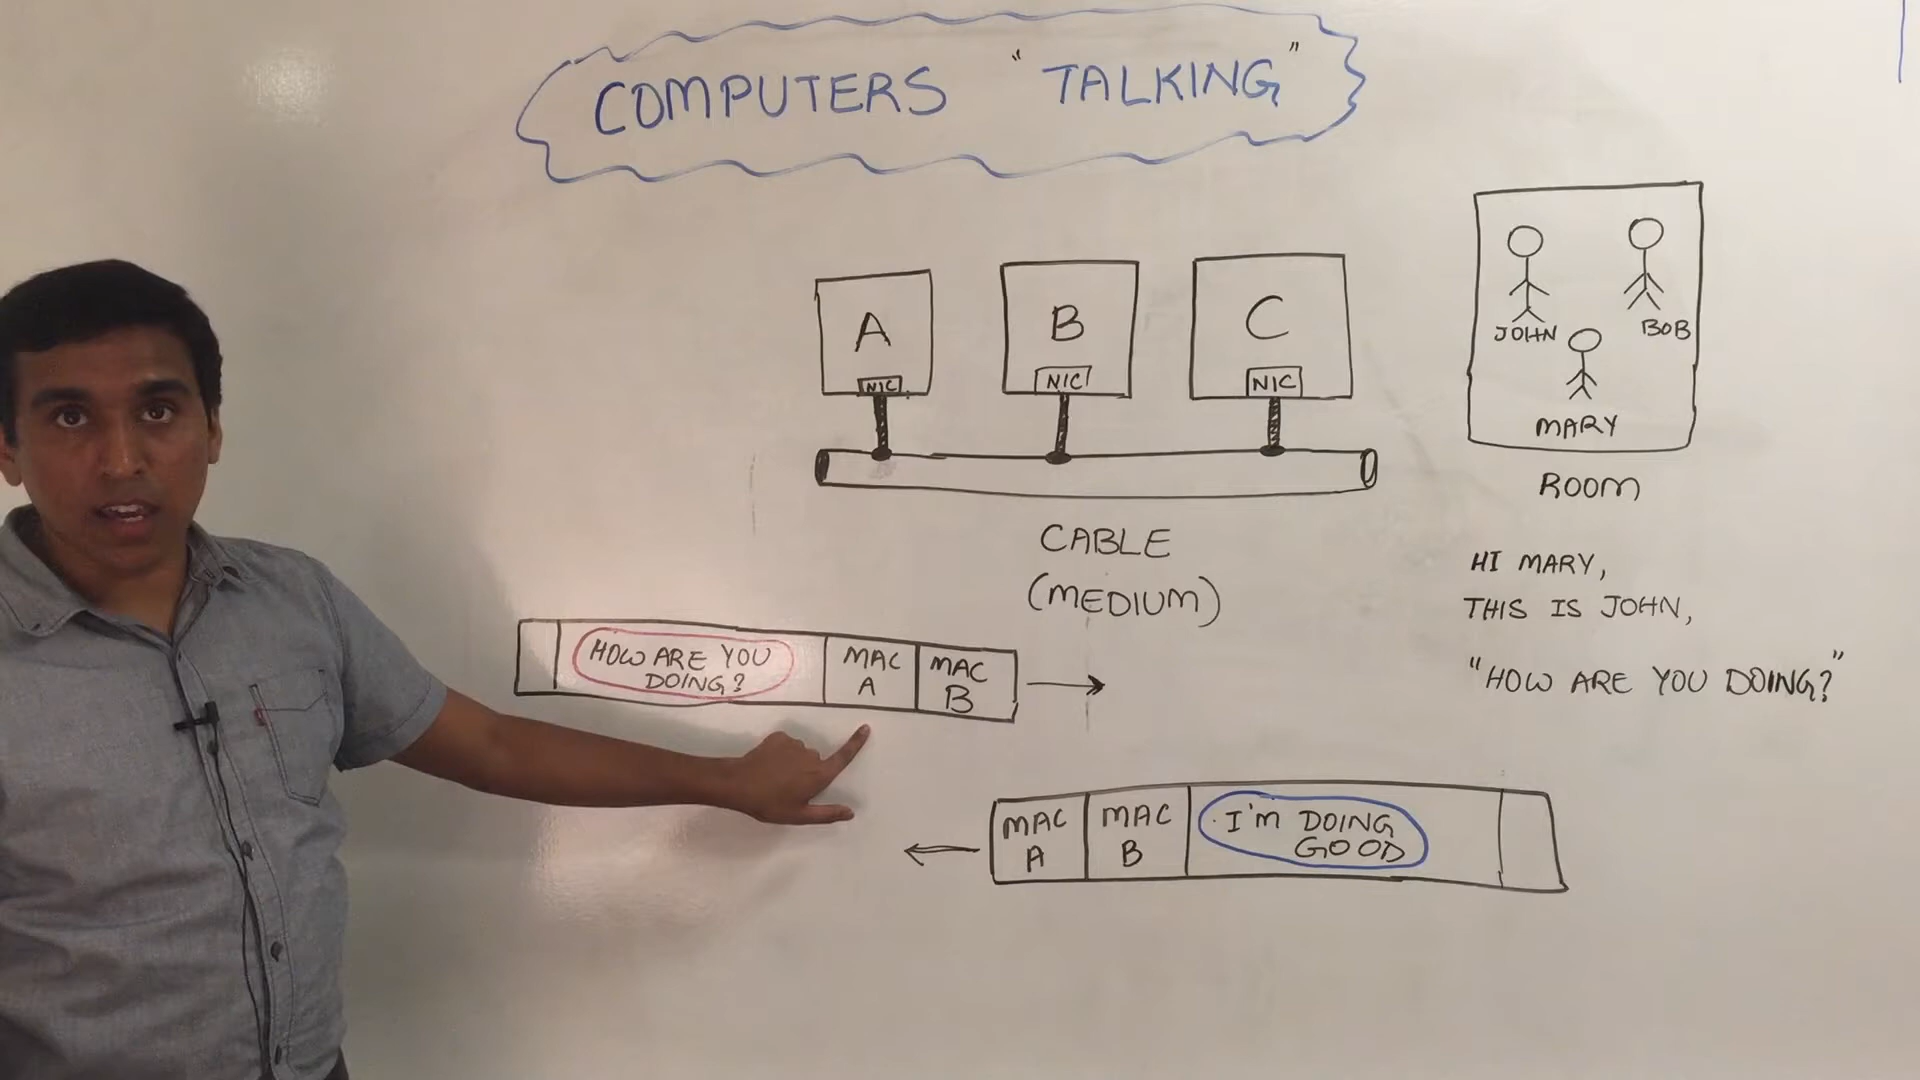 COMPUTERS "TALKING"
A
B
C
NIC
NIC
NIC
JOHN
BOB
MARY
ROOM
CABLE
(MEDIUM)
HI MARY,
THIS IS JOHN,
"HOW ARE YOU DOING?"
HOW ARE YOU
DOING?
MAC
A
MAC
B
MAC
A
MAC
B
I'M DOING
GOOD